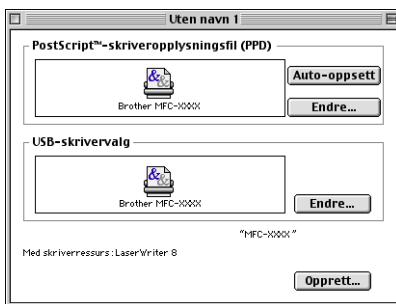 Uten navn 1
PostScript™-skriveropplysningsfil (PPD)
Auto-oppsett
Brother MFC-XXXX
Endre...
USB-skrivervalg
Brother MFC-XXXX
Endre...
“MFC-XXXX”
Med skriverressurs : LaserWriter 8
Opprett...